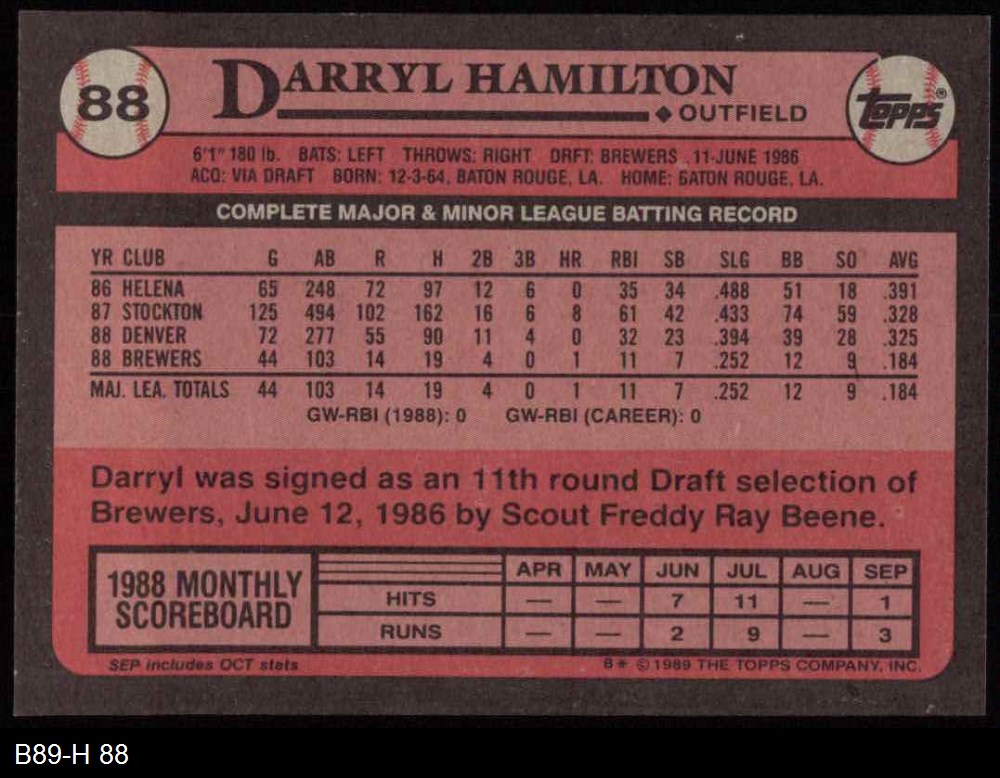 88
DARRYL HAMILTON
OUTFIELD
TOPPS®
6'1" 180 lb. BATS: LEFT THROWS: RIGHT DRFT: BREWERS 11-JUNE 1986
ACQ: VIA DRAFT BORN: 12-3-64, BATON ROUGE, LA. HOME: BATON ROUGE, LA.
COMPLETE MAJOR & MINOR LEAGUE BATTING RECORD
YR CLUB G AB R H 2B 3B HR RBI SB SLG BB SO AVG
86 HELENA 65 248 72 97 12 6 0 35 34 .488 51 18 .391
87 STOCKTON 125 494 102 162 16 6 8 61 42 .433 74 59 .328
88 DENVER 72 277 55 90 11 4 0 32 23 .394 39 28 .325
88 BREWERS 44 103 14 19 4 0 1 11 7 .252 12 9 .184
MAJ. LEA. TOTALS 44 103 14 19 4 0 1 11 7 .252 12 9 .184
GW-RBI (1988): 0 GW-RBI (CAREER): 0
Darryl was signed as an 11th round Draft selection of
Brewers, June 12, 1986 by Scout Freddy Ray Beene.
1988 MONTHLY
SCOREBOARD
APR MAY JUN JUL AUG SEP
HITS — — 7 11 — 1
RUNS — — 2 9 — 3
SEP includes OCT stats
B* © 1989 THE TOPPS COMPANY, INC.
B89-H 88